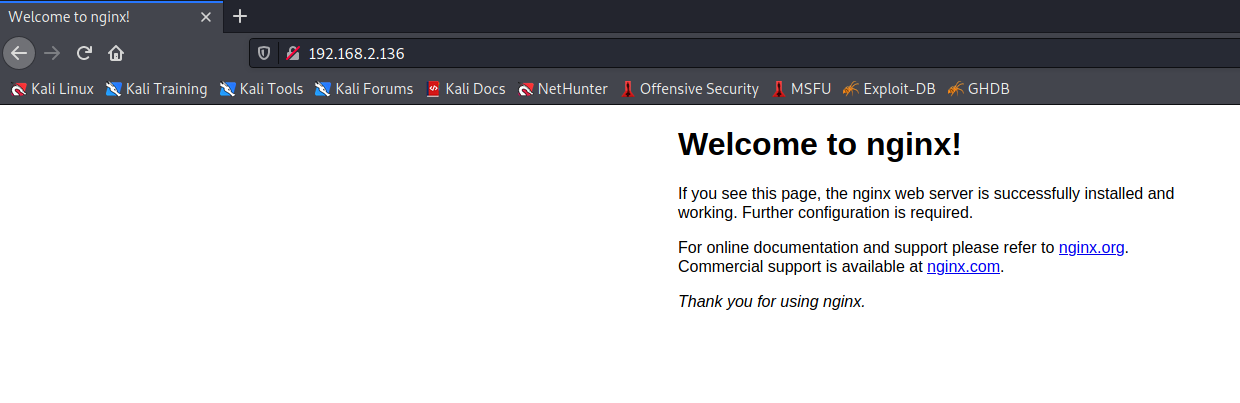 Welcome to nginx!
192.168.2.136
Kali Linux Kali Training Kali Tools Kali Forums Kali Docs NetHunter Offensive Security MSFU Exploit-DB GHDB
Welcome to nginx!
If you see this page, the nginx web server is successfully installed and
working. Further configuration is required.
For online documentation and support please refer to nginx.org.
Commercial support is available at nginx.com.
Thank you for using nginx.